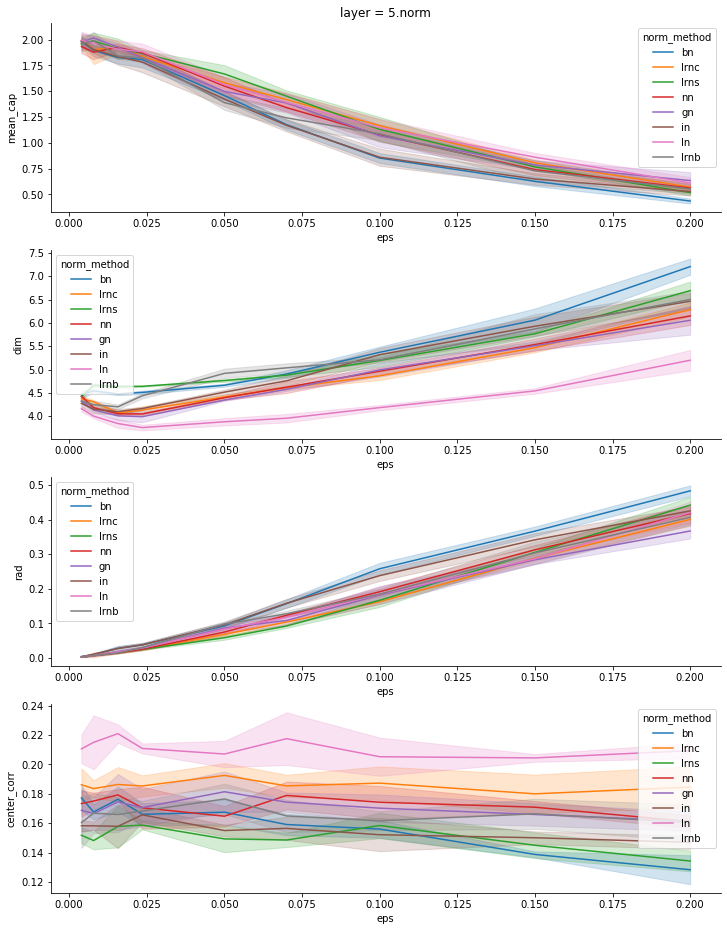 layer = 5.norm
mean_cap
2.00
1.75
1.50
1.25
1.00
0.75
0.50
norm_method
bn
lrnc
lrns
nn
gn
in
ln
lrnb
0.000 0.025 0.050 0.075 0.100 0.125 0.150 0.175 0.200
eps
dim
7.5
7.0
6.5
6.0
5.5
5.0
4.5
4.0
norm_method
bn
lrnc
lrns
nn
gn
in
ln
lrnb
0.000 0.025 0.050 0.075 0.100 0.125 0.150 0.175 0.200
eps
rad
0.5
0.4
0.3
0.2
0.1
0.0
norm_method
bn
lrnc
lrns
nn
gn
in
ln
lrnb
0.000 0.025 0.050 0.075 0.100 0.125 0.150 0.175 0.200
eps
center_corr
0.24
0.22
0.20
0.18
0.16
0.14
0.12
norm_method
bn
lrnc
lrns
nn
gn
in
ln
lrnb
0.000 0.025 0.050 0.075 0.100 0.125 0.150 0.175 0.200
eps